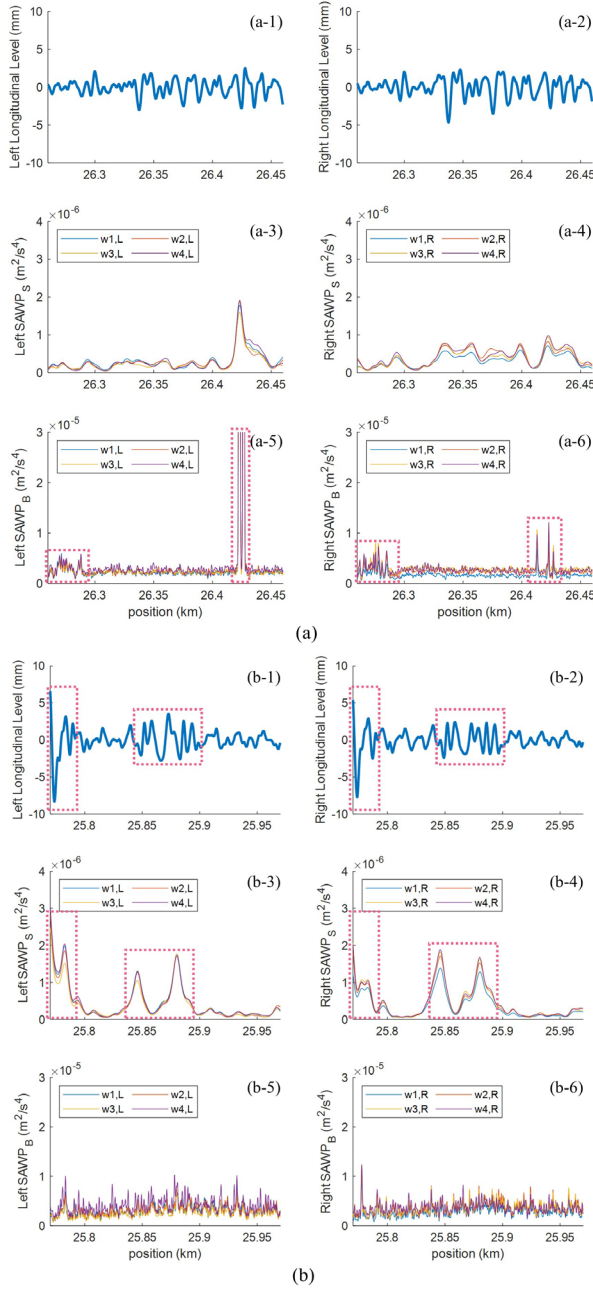 (a-1)
Left Longitudinal Level (mm)
10
5
0
-5
-10
26.3
26.35
26.4
26.45
(a-2)
Right Longitudinal Level (mm)
10
5
0
-5
-10
26.3
26.35
26.4
26.45
(a-3)
×10⁻⁶
Left SAWP_S (m²/s⁴)
4
3
2
1
0
w1,L w2,L
w3,L w4,L
26.3
26.35
26.4
26.45
(a-4)
×10⁻⁶
Right SAWP_S (m²/s⁴)
4
3
2
1
0
w1,R w2,R
w3,R w4,R
26.3
26.35
26.4
26.45
(a-5)
×10⁻⁵
Left SAWP_B (m²/s⁴)
3
2
1
0
w1,L w2,L
w3,L w4,L
26.3
26.35
26.4
26.45
position (km)
(a-6)
×10⁻⁵
Right SAWP_B (m²/s⁴)
3
2
1
0
w1,R w2,R
w3,R w4,R
26.3
26.35
26.4
26.45
position (km)
(a)
(b-1)
Left Longitudinal Level (mm)
10
5
0
-5
-10
25.8
25.85
25.9
25.95
(b-2)
Right Longitudinal Level (mm)
10
5
0
-5
-10
25.8
25.85
25.9
25.95
(b-3)
×10⁻⁶
Left SAWP_S (m²/s⁴)
4
3
2
1
0
w1,L w2,L
w3,L w4,L
25.8
25.85
25.9
25.95
(b-4)
×10⁻⁶
Right SAWP_S (m²/s⁴)
4
3
2
1
0
w1,R w2,R
w3,R w4,R
25.8
25.85
25.9
25.95
(b-5)
×10⁻⁵
Left SAWP_B (m²/s⁴)
3
2
1
0
w1,L w2,L
w3,L w4,L
25.8
25.85
25.9
25.95
position (km)
(b-6)
×10⁻⁵
Right SAWP_B (m²/s⁴)
3
2
1
0
w1,R w2,R
w3,R w4,R
25.8
25.85
25.9
25.95
position (km)
(b)